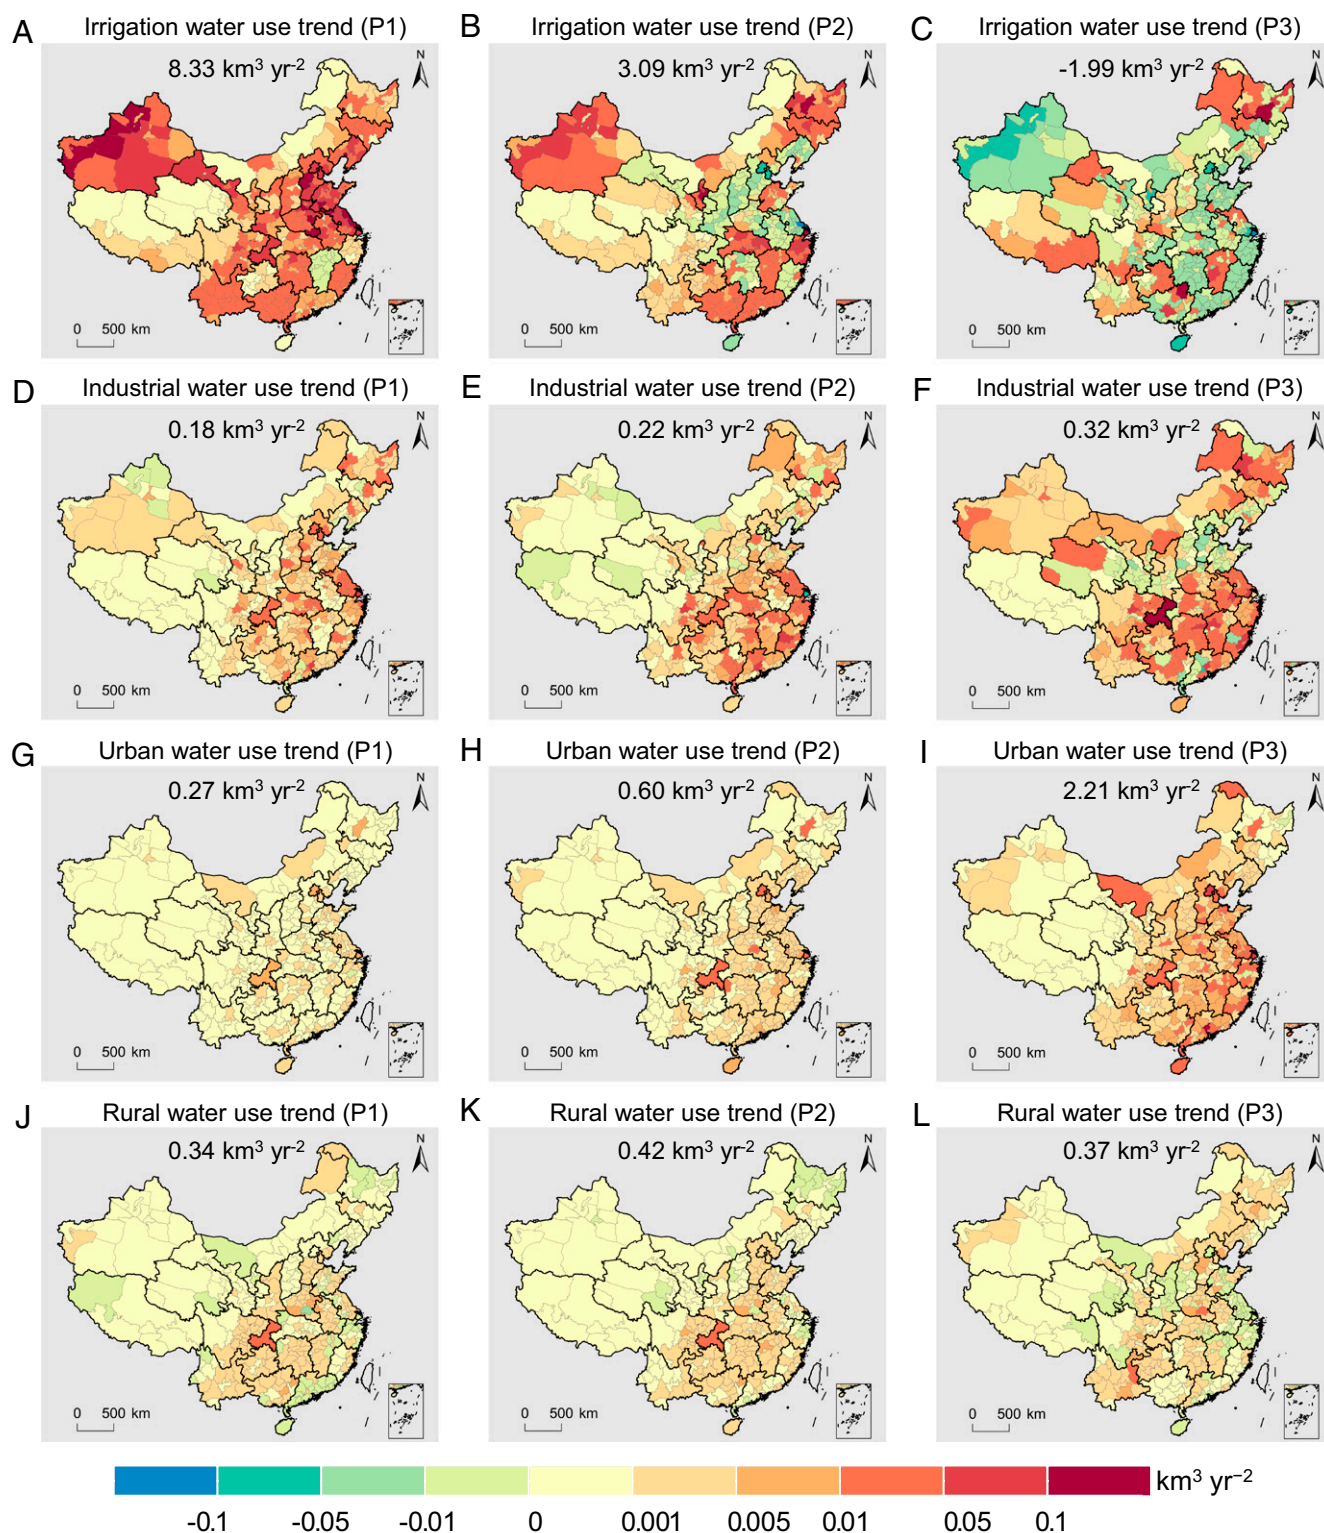 A Irrigation water use trend (P1)
8.33 km³ yr⁻²
N
0 500 km
B Irrigation water use trend (P2)
3.09 km³ yr⁻²
N
0 500 km
C Irrigation water use trend (P3)
-1.99 km³ yr⁻²
N
0 500 km
D Industrial water use trend (P1)
0.18 km³ yr⁻²
N
0 500 km
E Industrial water use trend (P2)
0.22 km³ yr⁻²
N
0 500 km
F Industrial water use trend (P3)
0.32 km³ yr⁻²
N
0 500 km
G Urban water use trend (P1)
0.27 km³ yr⁻²
N
0 500 km
H Urban water use trend (P2)
0.60 km³ yr⁻²
N
0 500 km
I Urban water use trend (P3)
2.21 km³ yr⁻²
N
0 500 km
J Rural water use trend (P1)
0.34 km³ yr⁻²
N
0 500 km
K Rural water use trend (P2)
0.42 km³ yr⁻²
N
0 500 km
L Rural water use trend (P3)
0.37 km³ yr⁻²
N
0 500 km
km³ yr⁻²
-0.1 -0.05 -0.01 0 0.001 0.005 0.01 0.05 0.1